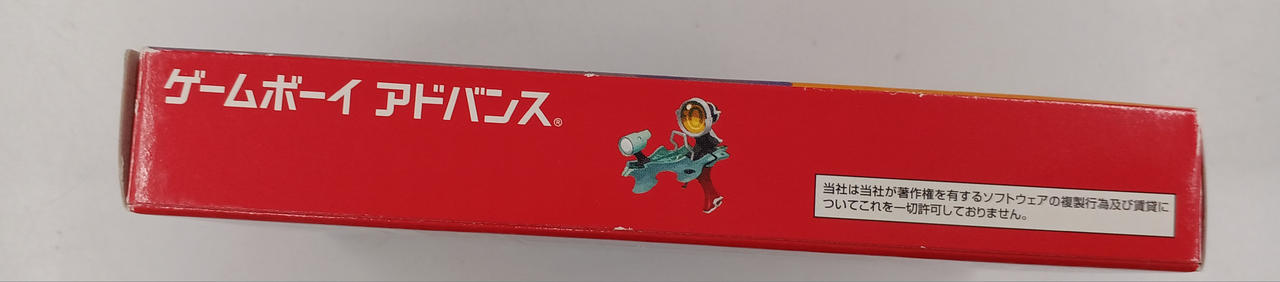 ゲームボーイ アドバンス®
当社は当社が著作権を有するソフトウェアの複製行為及び賃貸に
ついてこれを一切許可しておりません。